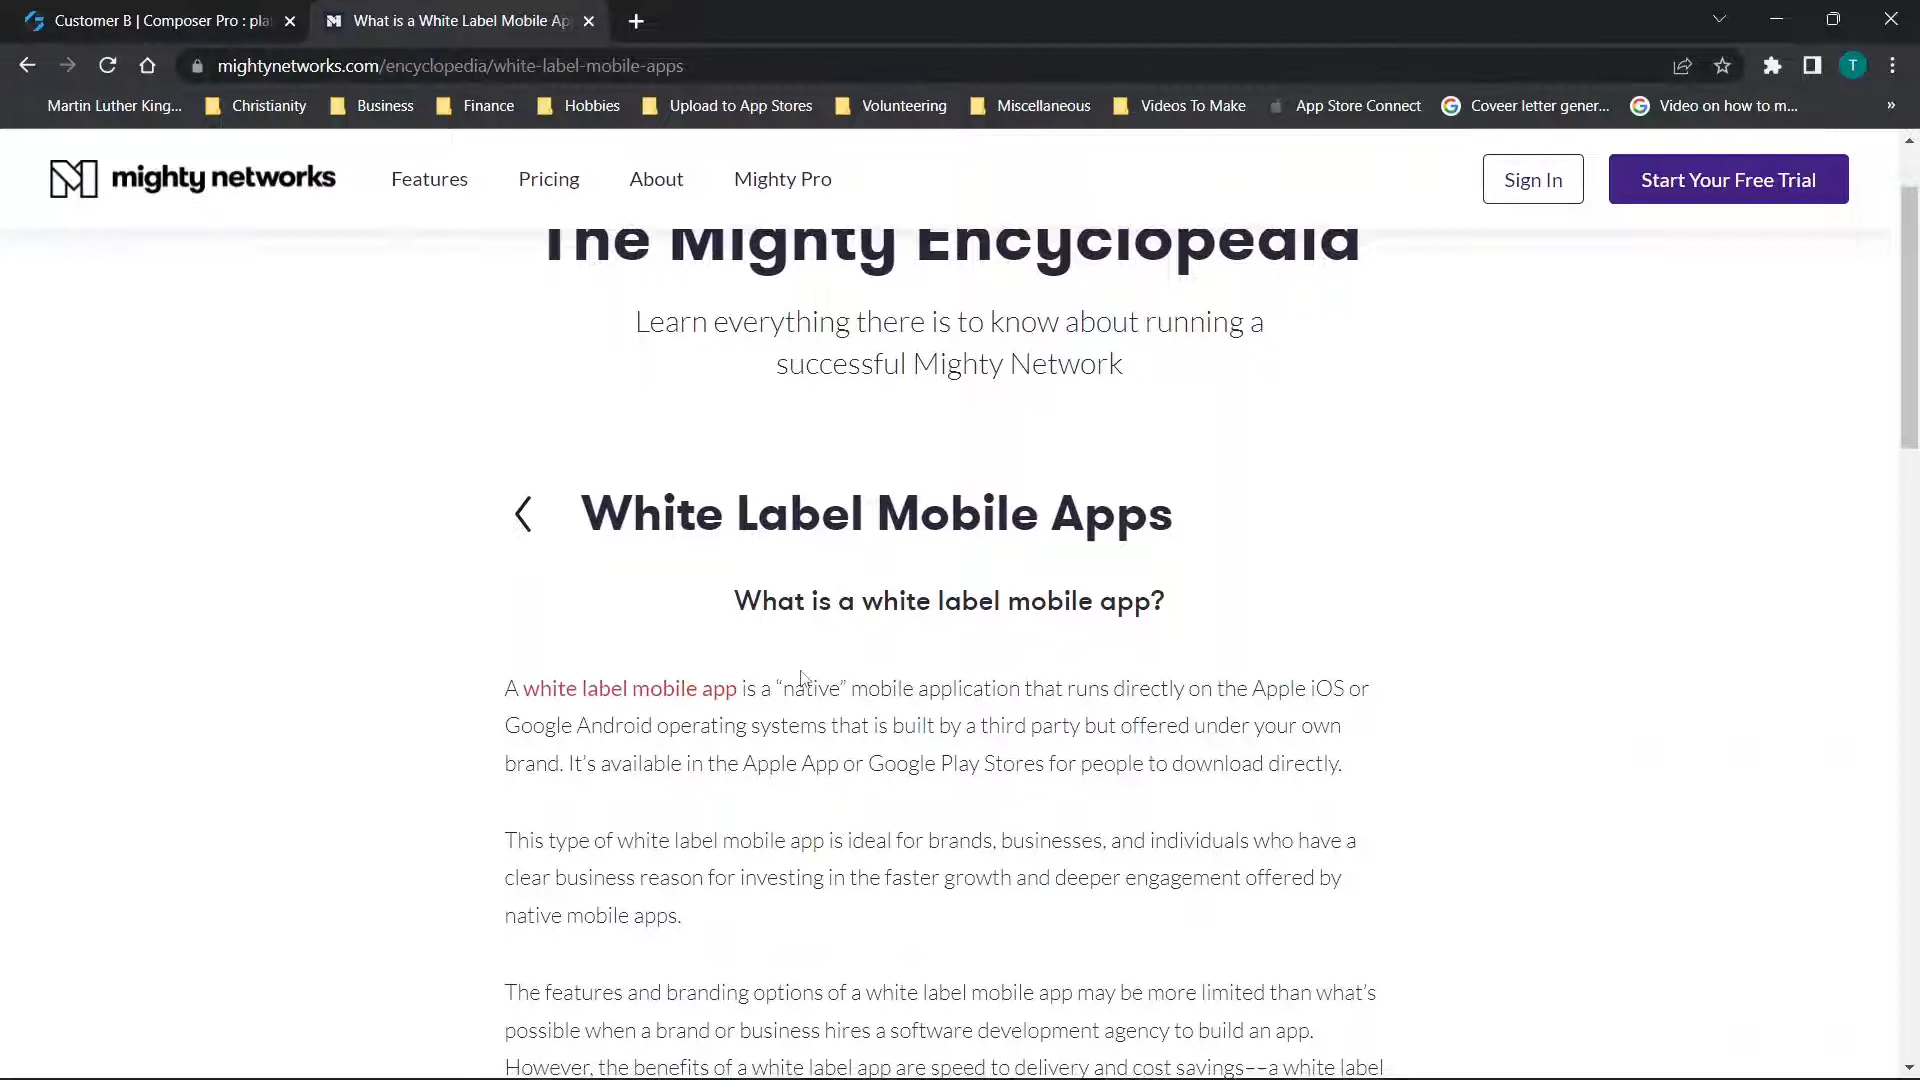 Customer B | Composer Pro : pla
What is a White Label Mobile Ap
mightynetworks.com/encyclopedia/white-label-mobile-apps
T
Martin Luther King...
Christianity
Business
Finance
Hobbies
Upload to App Stores
Volunteering
Miscellaneous
Videos To Make
App Store Connect
Coveer letter gener...
Video on how to m...
»
mighty networks
Features
Pricing
About
Mighty Pro
Sign In
Start Your Free Trial
The Mighty Encyclopedia
Learn everything there is to know about running a
successful Mighty Network
White Label Mobile Apps
What is a white label mobile app?
A white label mobile app is a “native” mobile application that runs directly on the Apple iOS or
Google Android operating systems that is built by a third party but offered under your own
brand. It’s available in the Apple App or Google Play Stores for people to download directly.
This type of white label mobile app is ideal for brands, businesses, and individuals who have a
clear business reason for investing in the faster growth and deeper engagement offered by
native mobile apps.
The features and branding options of a white label mobile app may be more limited than what’s
possible when a brand or business hires a software development agency to build an app.
However, the benefits of a white label app are speed to delivery and cost savings––a white label